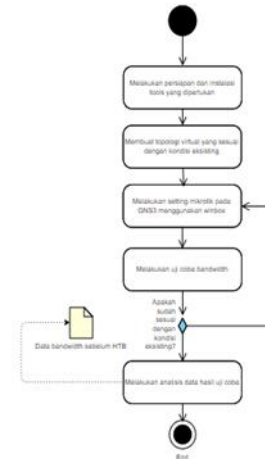 Melakukan persiapan dan instalasi
tools yang diperlukan
Membuat topologi virtual yang sesuai
dengan kondisi eksisting
Melakukan setting mikrotik pada
GNS3 menggunakan winbox
Melakukan uji coba bandwidth
Apakah
sudah
sesuai
dengan
kondisi
eksisting?
Data bandwidth sebelum HTB
Melakukan analisis data hasil uji coba
End